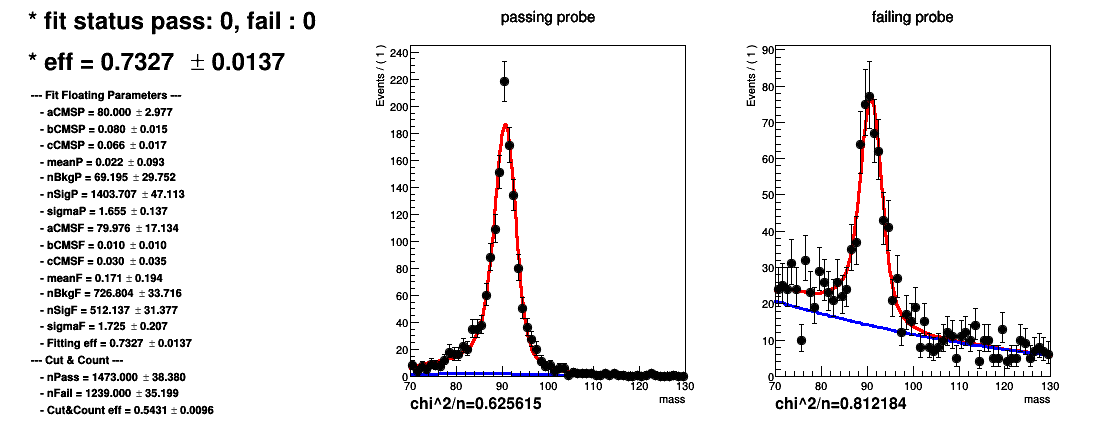 * fit status pass: 0, fail : 0
* eff = 0.7327 ± 0.0137
--- Fit Floating Parameters ---
- aCMSP = 80.000 ± 2.977
- bCMSP = 0.080 ± 0.015
- cCMSP = 0.066 ± 0.017
- meanP = 0.022 ± 0.093
- nBkgP = 69.195 ± 29.752
- nSigP = 1403.707 ± 47.113
- sigmaP = 1.655 ± 0.137
- aCMSF = 79.976 ± 17.134
- bCMSF = 0.010 ± 0.010
- cCMSF = 0.030 ± 0.035
- meanF = 0.171 ± 0.194
- nBkgF = 726.804 ± 33.716
- nSigF = 512.137 ± 31.377
- sigmaF = 1.725 ± 0.207
- Fitting eff = 0.7327 ± 0.0137
--- Cut & Count ---
- nPass = 1473.000 ± 38.380
- nFail = 1239.000 ± 35.199
- Cut&Count eff = 0.5431 ± 0.0096
passing probe
Events / ( 1 )
240
220
200
180
160
140
120
100
80
60
40
20
0
70 80 90 100 110 120 130
mass
chi^2/n=0.625615
failing probe
Events / ( 1 )
90
80
70
60
50
40
30
20
10
0
70 80 90 100 110 120 130
mass
chi^2/n=0.812184